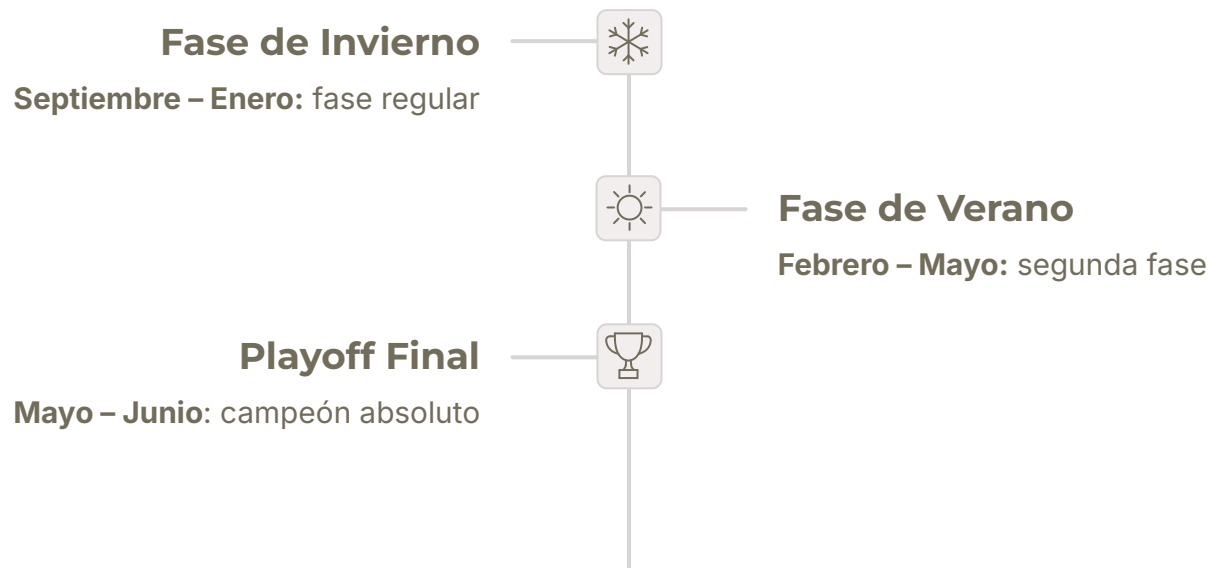 Fase de Invierno
Septiembre – Enero: fase regular
Fase de Verano
Febrero – Mayo: segunda fase
Playoff Final
Mayo – Junio: campeón absoluto